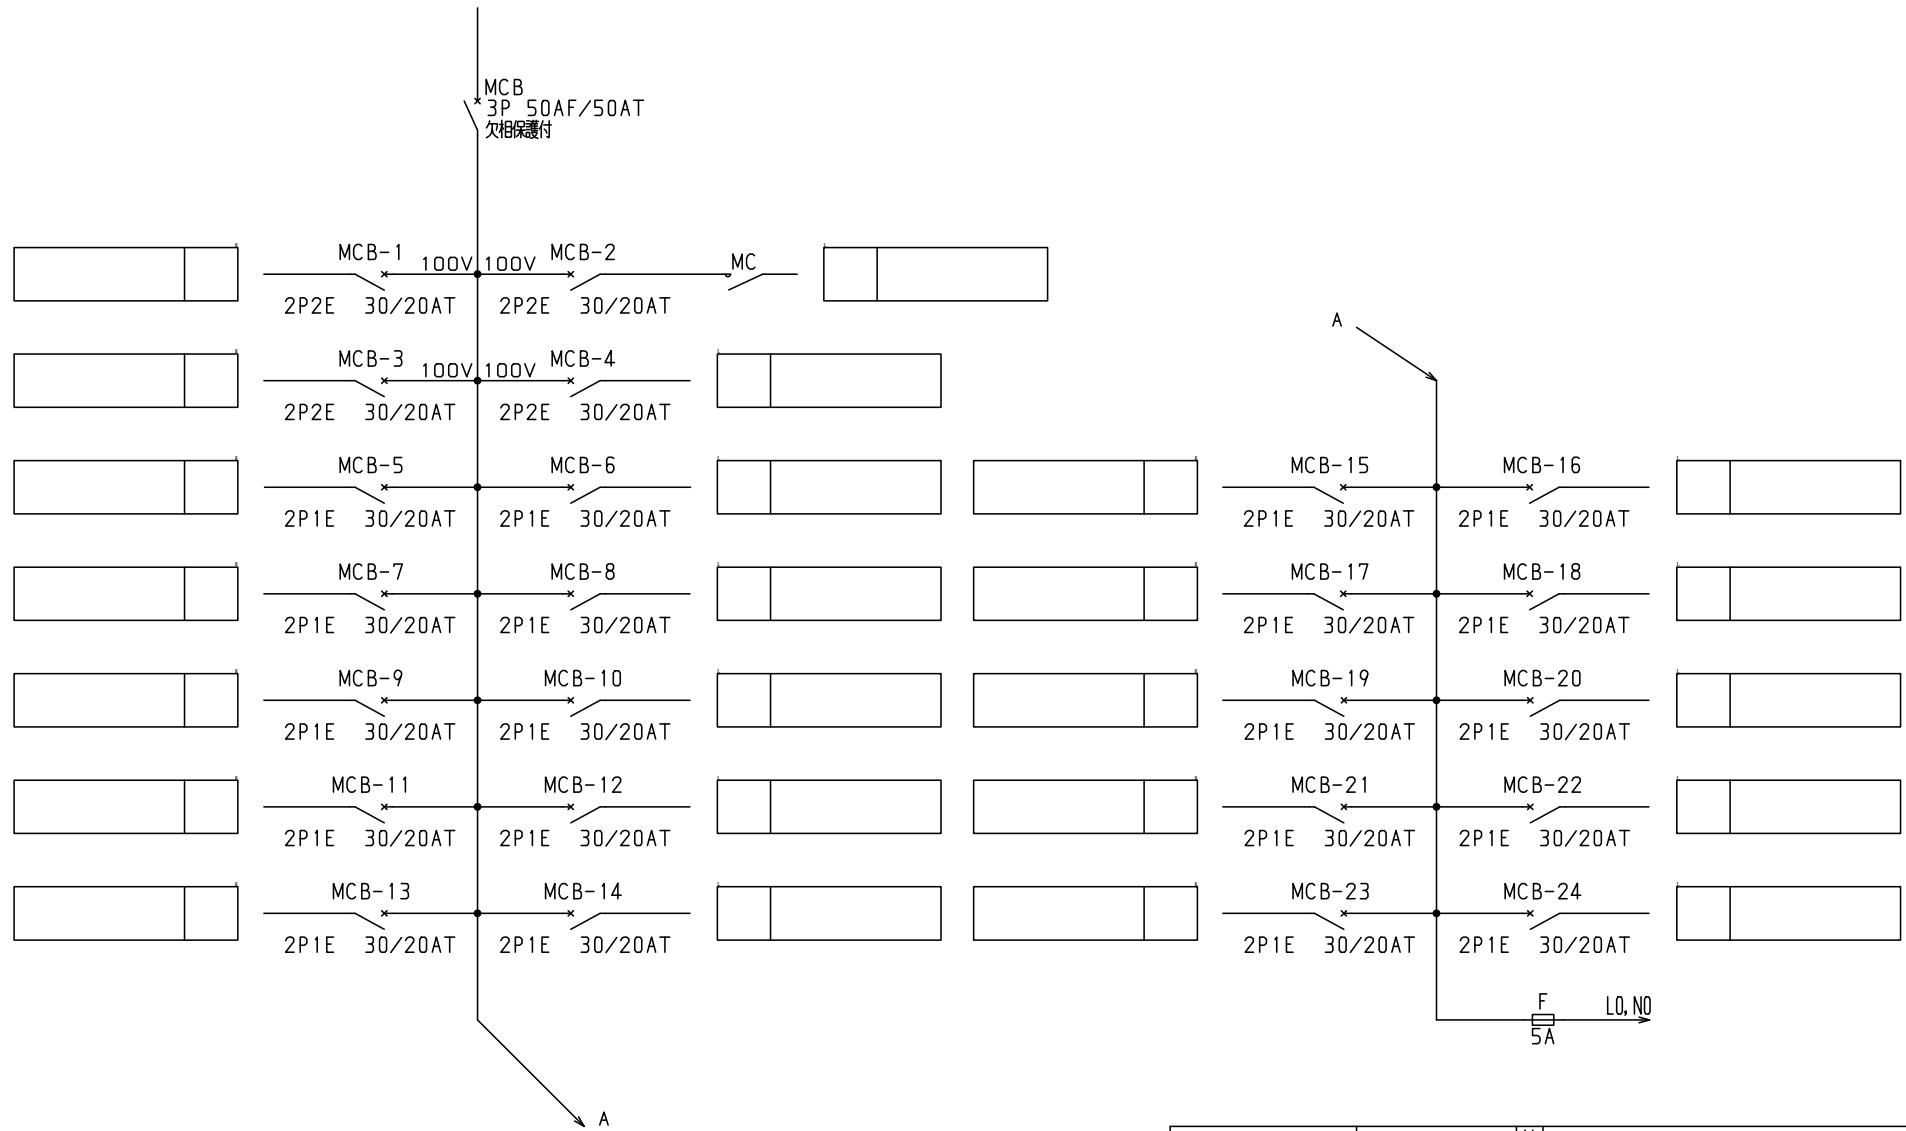 MCB
3P 50AF/50AT
欠相保護付
MCB-1 100V 100V MCB-2 MC
2P2E 30/20AT 2P2E 30/20AT
MCB-3 100V 100V MCB-4
2P2E 30/20AT 2P2E 30/20AT
MCB-5 MCB-6
2P1E 30/20AT 2P1E 30/20AT
MCB-7 MCB-8
2P1E 30/20AT 2P1E 30/20AT
MCB-9 MCB-10
2P1E 30/20AT 2P1E 30/20AT
MCB-11 MCB-12
2P1E 30/20AT 2P1E 30/20AT
MCB-13 MCB-14
2P1E 30/20AT 2P1E 30/20AT
A
A
MCB-15 MCB-16
2P1E 30/20AT 2P1E 30/20AT
MCB-17 MCB-18
2P1E 30/20AT 2P1E 30/20AT
MCB-19 MCB-20
2P1E 30/20AT 2P1E 30/20AT
MCB-21 MCB-22
2P1E 30/20AT 2P1E 30/20AT
MCB-23 MCB-24
2P1E 30/20AT 2P1E 30/20AT
F L0,N0
5A